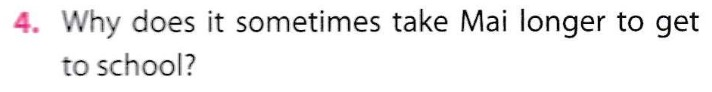 4. Why does it sometimes take Mai longer to get
to school?